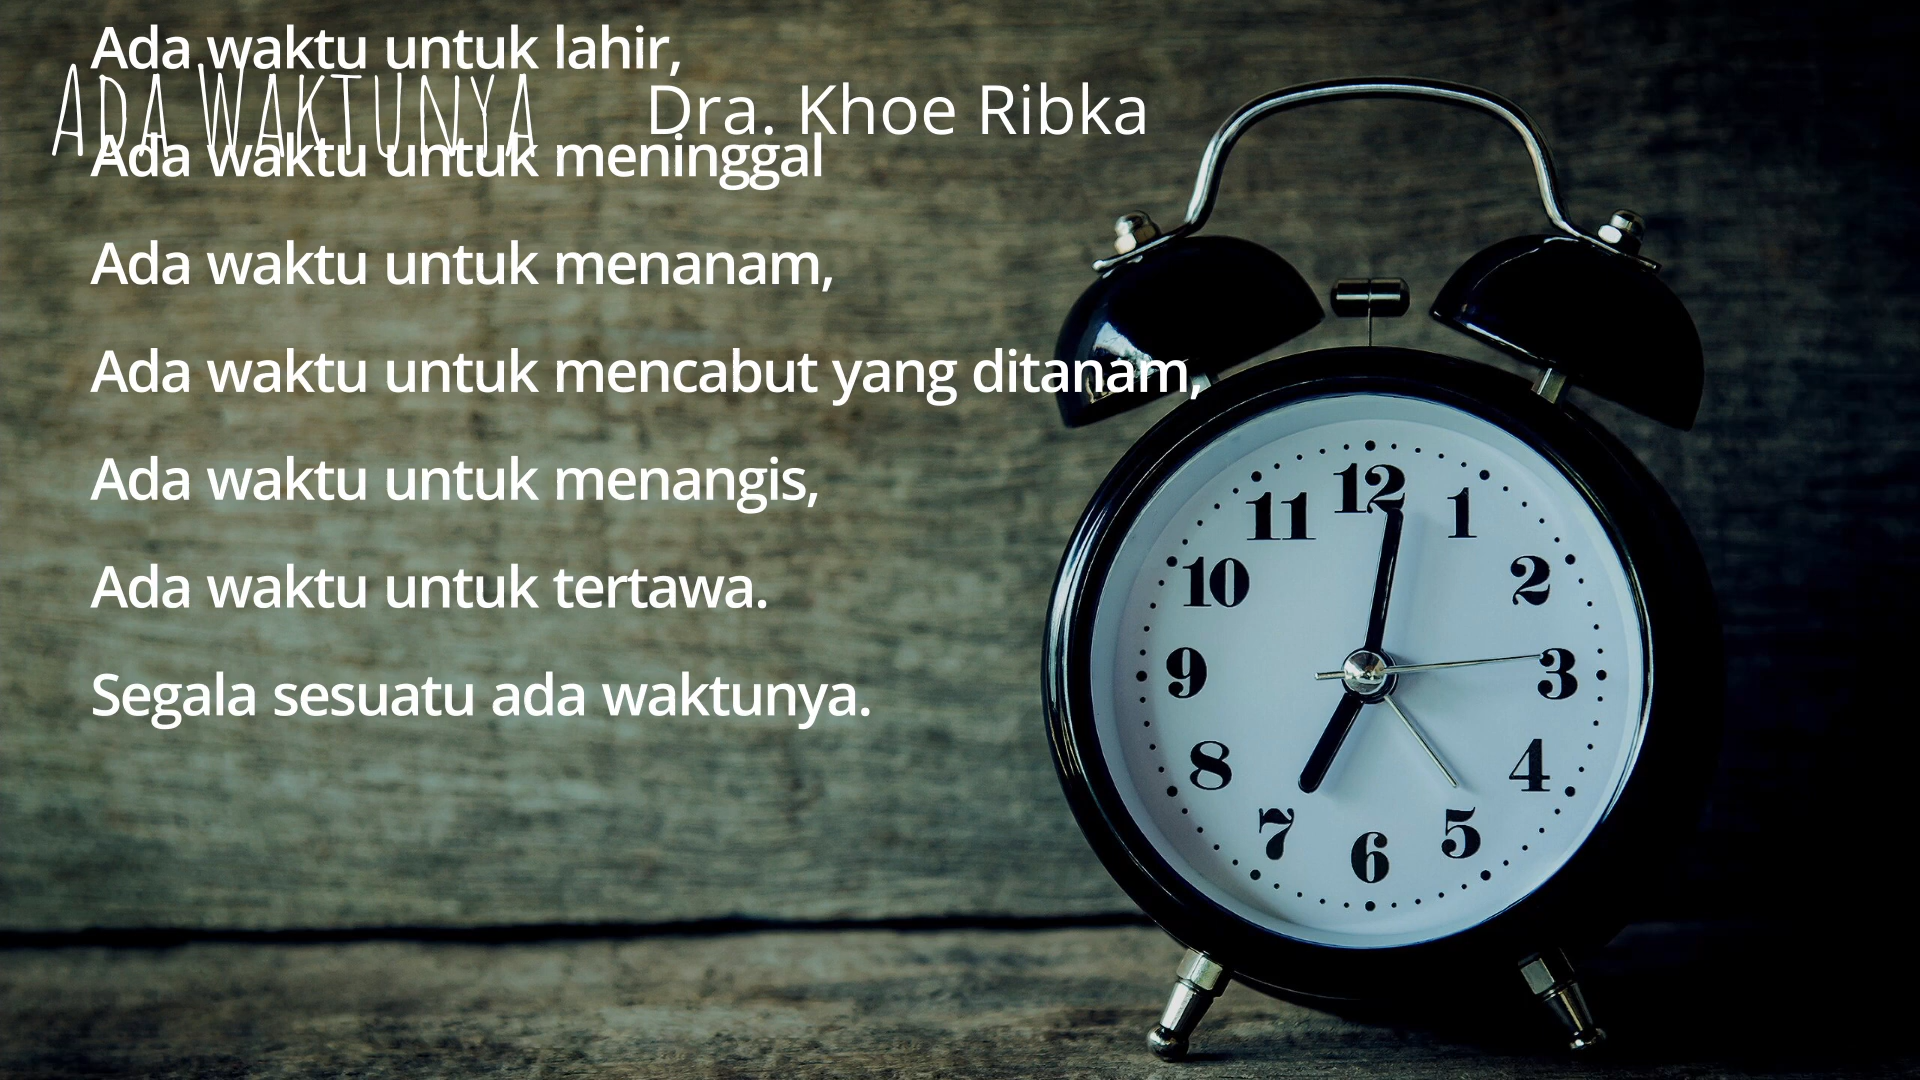 Ada waktu untuk lahir,
ADA WAKTUNYA
Dra. Khoe Ribka
Ada waktu untuk meninggal
Ada waktu untuk menanam,
Ada waktu untuk mencabut yang ditanam,
Ada waktu untuk menangis,
Ada waktu untuk tertawa.
Segala sesuatu ada waktunya.
12
1
2
3
4
5
6
7
8
9
10
11